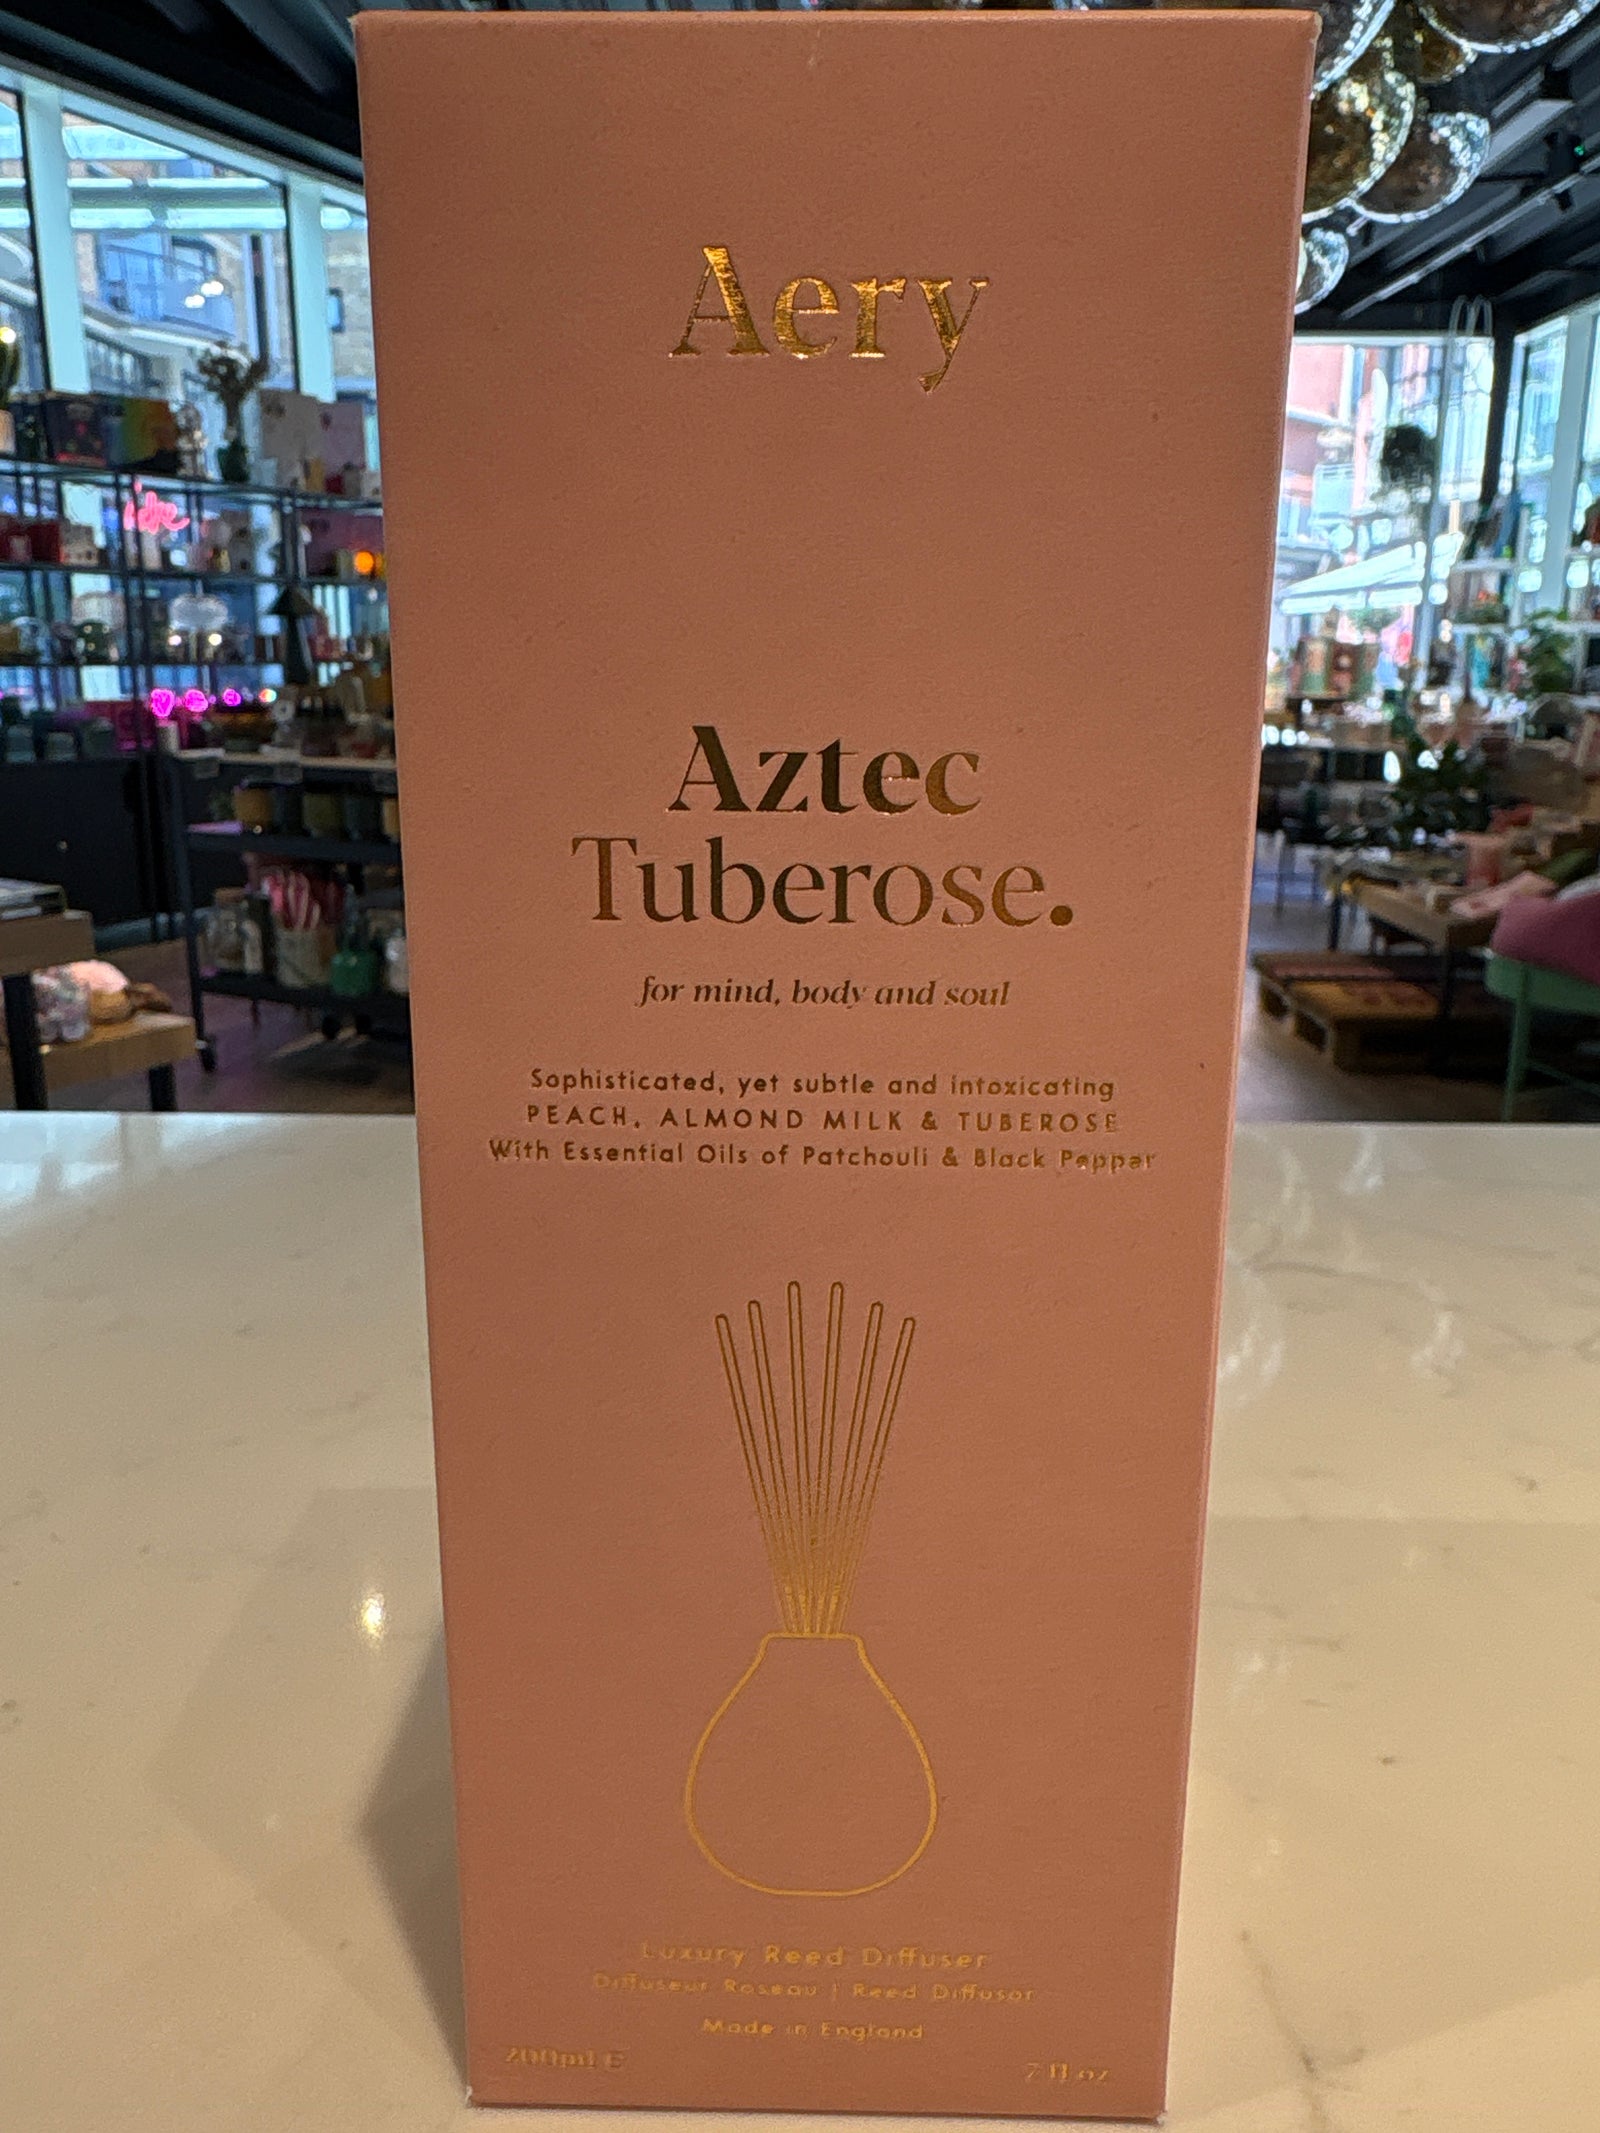 Aery
Aztec
Tuberose.
for mind, body and soul
Sophisticated, yet subtle and intoxicating
PEACH, ALMOND MILK & TUBEROSE
With Essential Oils of Patchouli & Black Pepper
Luxury Reed Diffuser
Diffuseur Roseau | Reed Diffusor
Made in England
200ml ℮
7 fl oz